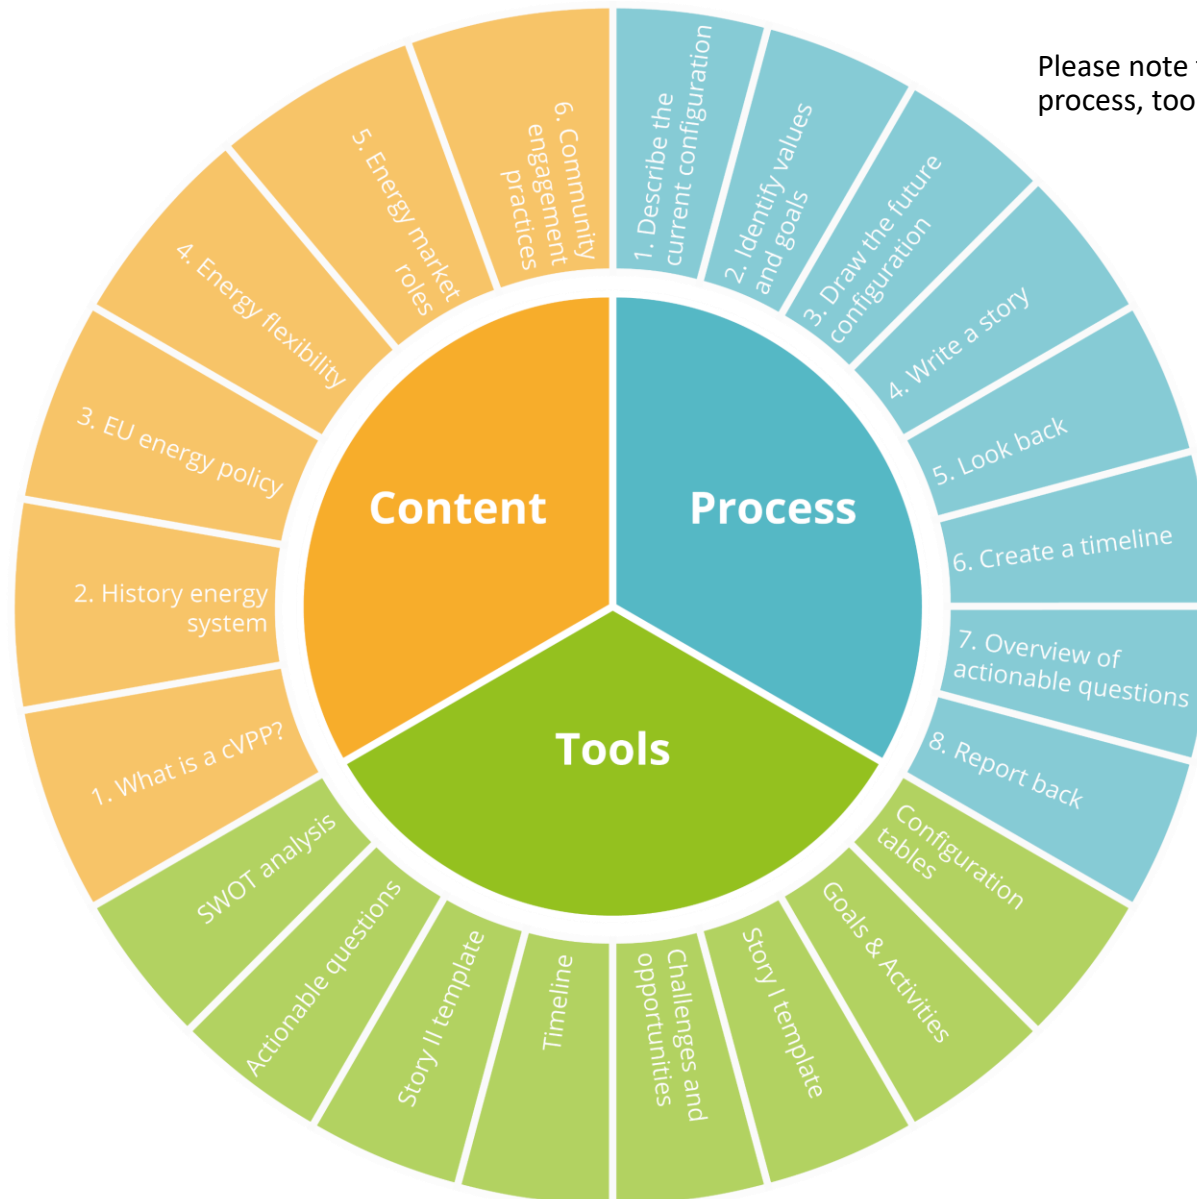 Please note
process, too
Content
Process
Tools
1. Describe the
current configuration
2. Identify values
and goals
3. Draw the future
configuration
4. Write a story
5. Look back
6. Create a timeline
7. Overview of
actionable questions
8. Report back
Configuration
tables
Goals & Activities
Story I template
Challenges and
opportunities
Timeline
Story II template
Actionable questions
SWOT analysis
1. What is a cVPP?
2. History energy
system
3. EU energy policy
4. Energy flexibility
5. Energy market
roles
6. Community
engagement
practices